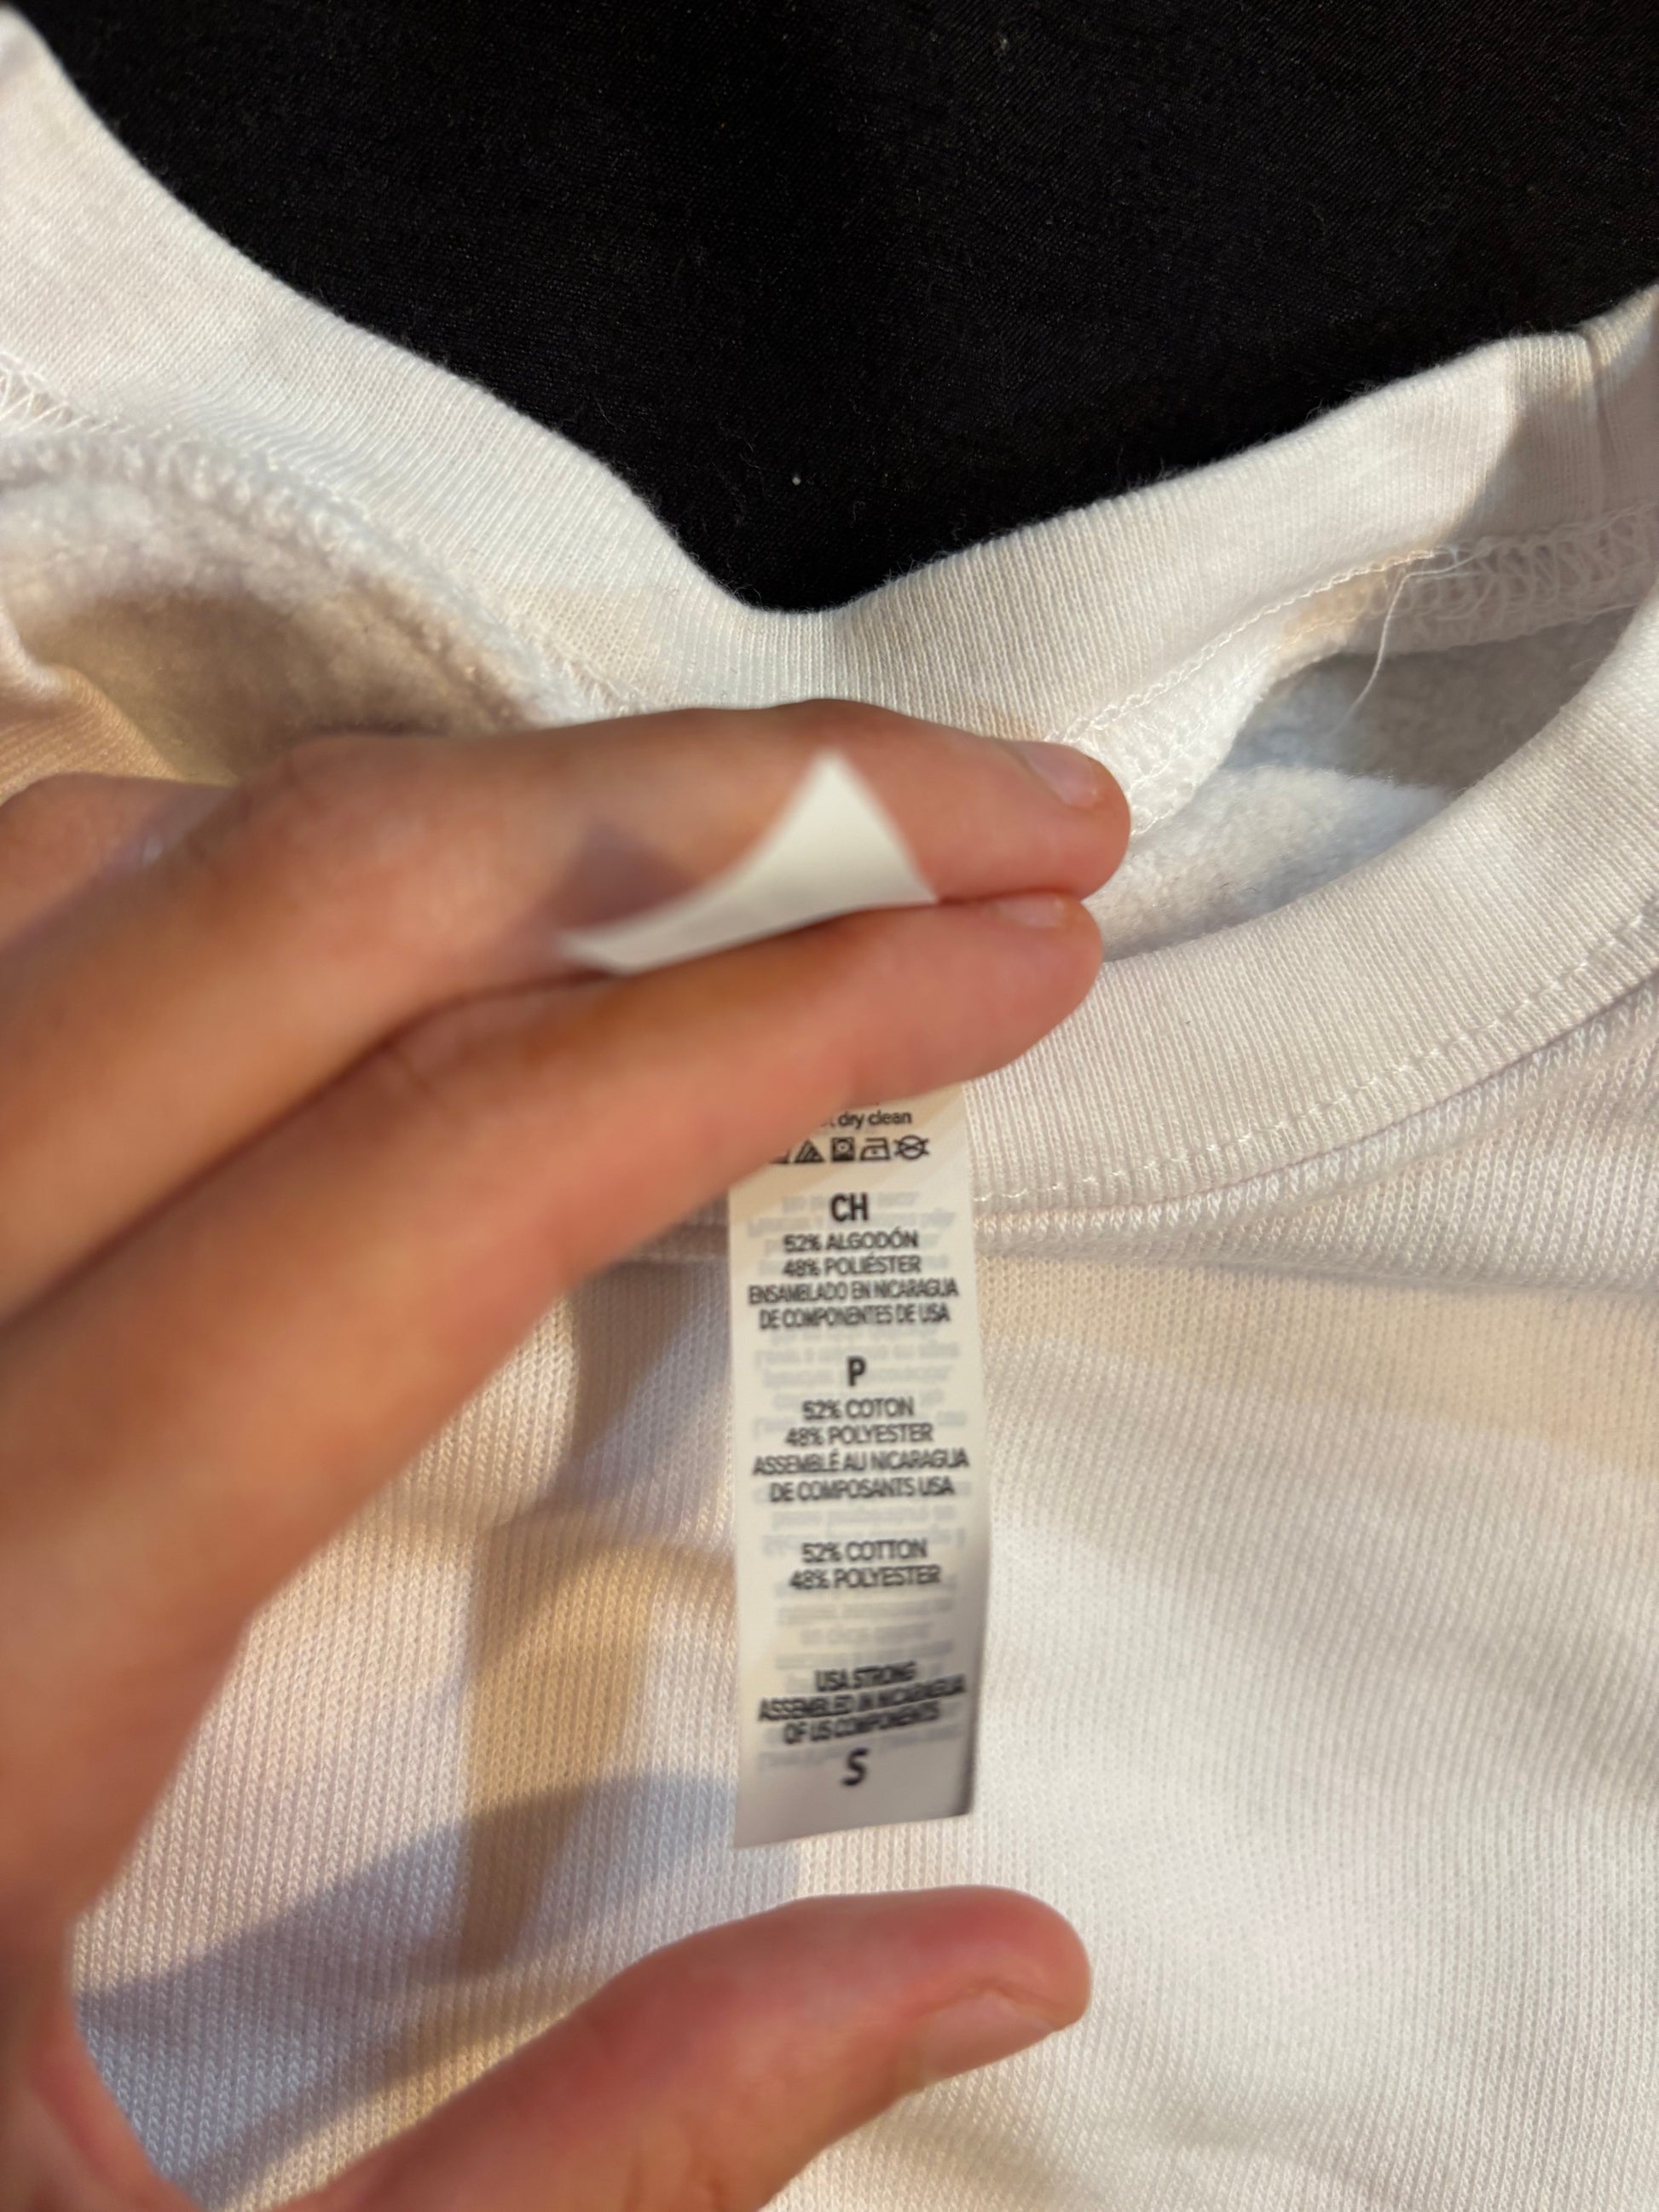 dry clean
CH
52% ALGODÓN
48% POLIÉSTER
ENSAMBLADO EN NICARAGUA
DE COMPONENTES DE USA
P
52% COTON
48% POLYESTER
ASSEMBLÉ AU NICARAGUA
DE COMPOSANTS USA
52% COTTON
48% POLYESTER
USA STRONG
ASSEMBLED IN NICARAGUA
OF US COMPONENTS
S